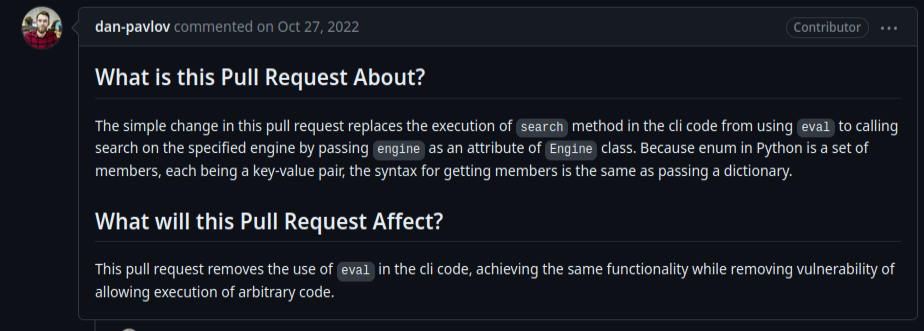 dan-pavlov commented on Oct 27, 2022
Contributor
What is this Pull Request About?
The simple change in this pull request replaces the execution of search method in the cli code from using eval to calling
search on the specified engine by passing engine as an attribute of Engine class. Because enum in Python is a set of
members, each being a key-value pair, the syntax for getting members is the same as passing a dictionary.
What will this Pull Request Affect?
This pull request removes the use of eval in the cli code, achieving the same functionality while removing vulnerability of
allowing execution of arbitrary code.